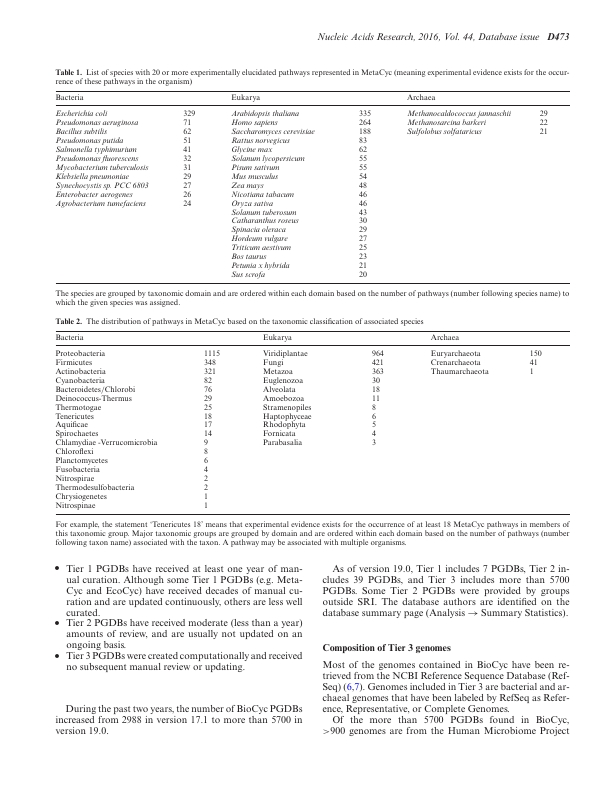 Nucleic Acids Research, 2016, Vol. 44, Database issue D473
Table 1. List of species with 20 or more experimentally elucidated pathways represented in MetaCyc (meaning experimental evidence exists for the occur-
rence of these pathways in the organism)
Bacteria Eukarya Archaea
Escherichia coli 329 Arabidopsis thaliana 335 Methanocaldococcus jannaschii 29
Pseudomonas aeruginosa 71 Homo sapiens 264 Methanosarcina barkeri 22
Bacillus subtilis 62 Saccharomyces cerevisiae 188 Sulfolobus solfataricus 21
Pseudomonas putida 51 Rattus norvegicus 83
Salmonella typhimurium 41 Glycine max 62
Pseudomonas fluorescens 32 Solanum lycopersicum 55
Mycobacterium tuberculosis 31 Pisum sativum 55
Klebsiella pneumoniae 29 Mus musculus 54
Synechocystis sp. PCC 6803 27 Zea mays 48
Enterobacter aerogenes 26 Nicotiana tabacum 46
Agrobacterium tumefaciens 24 Oryza sativa 46
Solanum tuberosum 43
Catharanthus roseus 30
Spinacia oleraca 29
Hordeum vulgare 27
Triticum aestivum 25
Bos taurus 23
Petunia x hybrida 21
Sus scrofa 20
The species are grouped by taxonomic domain and are ordered within each domain based on the number of pathways (number following species name) to
which the given species was assigned.
Table 2. The distribution of pathways in MetaCyc based on the taxonomic classification of associated species
Bacteria Eukarya Archaea
Proteobacteria 1115 Viridiplantae 964 Euryarchaeota 150
Firmicutes 348 Fungi 421 Crenarchaeota 41
Actinobacteria 321 Metazoa 363 Thaumarchaeota 1
Cyanobacteria 82 Euglenozoa 30
Bacteroidetes/Chlorobi 76 Alveolata 18
Deinococcus-Thermus 29 Amoebozoa 11
Thermotogae 25 Stramenopiles 8
Tenericutes 18 Haptophyceae 6
Aquificae 17 Rhodophyta 5
Spirochaetes 14 Fornicata 4
Chlamydiae -Verrucomicrobia 9 Parabasalia 3
Chloroflexi 8
Planctomycetes 6
Fusobacteria 4
Nitrospirae 2
Thermodesulfobacteria 2
Chrysiogenetes 1
Nitrospinae 1
For example, the statement 'Tenericutes 18' means that experimental evidence exists for the occurrence of at least 18 MetaCyc pathways in members of
this taxonomic group. Major taxonomic groups are grouped by domain and are ordered within each domain based on the number of pathways (number
following taxon name) associated with the taxon. A pathway may be associated with multiple organisms.
• Tier 1 PGDBs have received at least one year of man-
ual curation. Although some Tier 1 PGDBs (e.g. Meta-
Cyc and EcoCyc) have received decades of manual cu-
ration and are updated continuously, others are less well
curated.
• Tier 2 PGDBs have received moderate (less than a year)
amounts of review, and are usually not updated on an
ongoing basis.
• Tier 3 PGDBs were created computationally and received
no subsequent manual review or updating.
During the past two years, the number of BioCyc PGDBs
increased from 2988 in version 17.1 to more than 5700 in
version 19.0.
As of version 19.0, Tier 1 includes 7 PGDBs, Tier 2 in-
cludes 39 PGDBs, and Tier 3 includes more than 5700
PGDBs. Some Tier 2 PGDBs were provided by groups
outside SRI. The database authors are identified on the
database summary page (Analysis → Summary Statistics).
Composition of Tier 3 genomes
Most of the genomes contained in BioCyc have been re-
trieved from the NCBI Reference Sequence Database (Ref-
Seq) (6,7). Genomes included in Tier 3 are bacterial and ar-
chaeal genomes that have been labeled by RefSeq as Refer-
ence, Representative, or Complete Genomes.
Of the more than 5700 PGDBs found in BioCyc,
>900 genomes are from the Human Microbiome Project